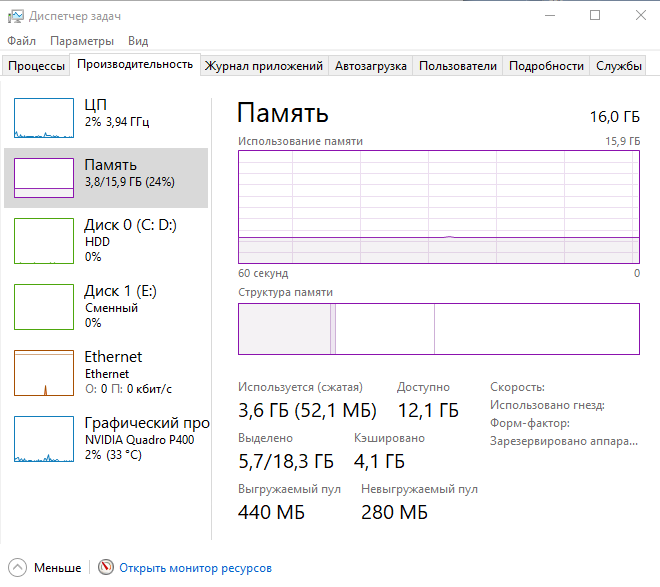 Диспетчер задач
Файл Параметры Вид
Процессы Производительность Журнал приложений Автозагрузка Пользователи Подробности Службы
ЦП
2% 3,94 ГГц
Память
3,8/15,9 ГБ (24%)
Диск 0 (C: D:)
HDD
0%
Диск 1 (E:)
Сменный
0%
Ethernet
Ethernet
О: 0 П: 0 кбит/с
Графический про
NVIDIA Quadro P400
2% (33 °C)
Память 16,0 ГБ
Использование памяти 15,9 ГБ
60 секунд 0
Структура памяти
Используется (сжатая) Доступно
3,6 ГБ (52,1 МБ) 12,1 ГБ
Выделено Кэшировано
5,7/18,3 ГБ 4,1 ГБ
Выгружаемый пул Невыгружаемый пул
440 МБ 280 МБ
Скорость:
Использовано гнезд:
Форм-фактор:
Зарезервировано аппара...
Меньше Открыть монитор ресурсов